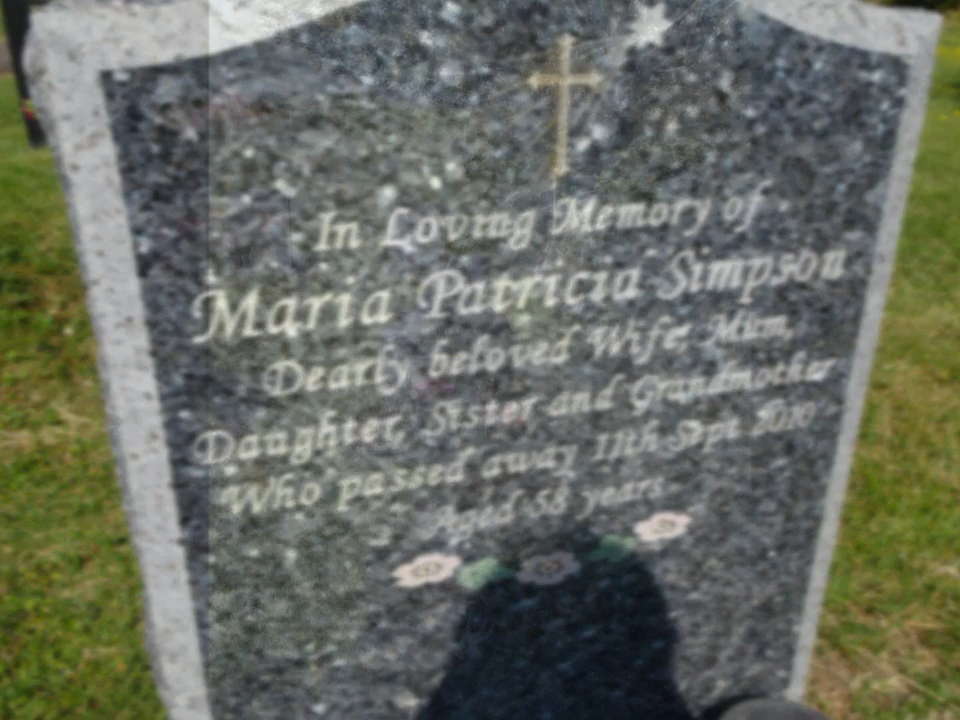 In Loving Memory of
Maria Patricia Simpson
Dearly beloved Wife, Mum,
Daughter, Sister and Grandmother
Who passed away 11th Sept 2010
Aged 58 years